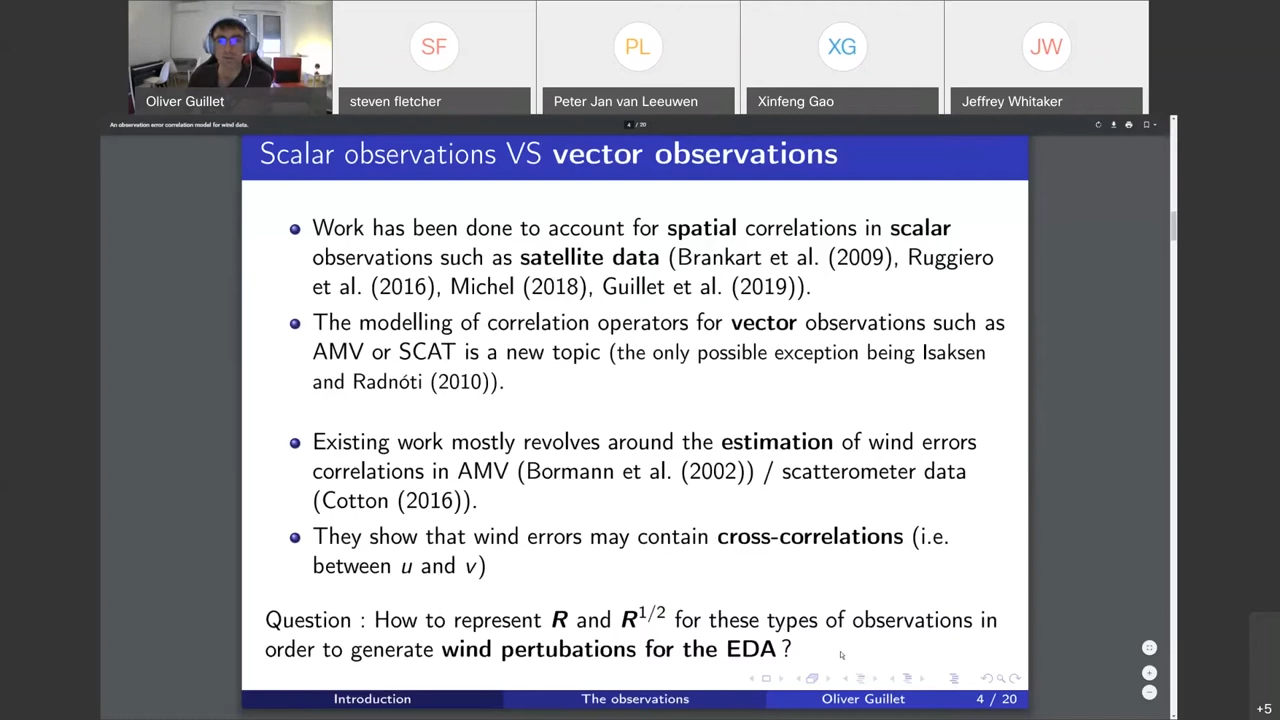 SF
PL
XG
JW
Oliver Guillet
steven fletcher
Peter Jan van Leeuwen
Xinfeng Gao
Jeffrey Whitaker
An observation error correlation model for wind data.
4 / 20
Scalar observations VS vector observations
Work has been done to account for spatial correlations in scalar
observations such as satellite data (Brankart et al. (2009), Ruggiero
et al. (2016), Michel (2018), Guillet et al. (2019)).
The modelling of correlation operators for vector observations such as
AMV or SCAT is a new topic (the only possible exception being Isaksen
and Radnóti (2010)).
Existing work mostly revolves around the estimation of wind errors
correlations in AMV (Bormann et al. (2002)) / scatterometer data
(Cotton (2016)).
They show that wind errors may contain cross-correlations (i.e.
between u and v)
Question : How to represent R and R^{1/2} for these types of observations in
order to generate wind pertubations for the EDA ?
Introduction
The observations
Oliver Guillet
4 / 20
+5